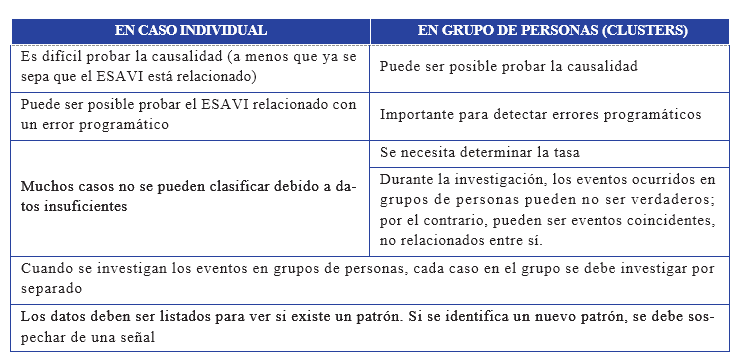 EN CASO INDIVIDUAL
EN GRUPO DE PERSONAS (CLUSTERS)
Es difícil probar la causalidad (a menos que ya se
sepa que el ESAVI está relacionado)
Puede ser posible probar la causalidad
Puede ser posible probar el ESAVI relacionado con
un error programático
Importante para detectar errores programáticos
Muchos casos no se pueden clasificar debido a da-
tos insuficientes
Se necesita determinar la tasa
Durante la investigación, los eventos ocurridos en
grupos de personas pueden no ser verdaderos;
por el contrario, pueden ser eventos coincidentes,
no relacionados entre sí.
Cuando se investigan los eventos en grupos de personas, cada caso en el grupo se debe investigar por
separado
Los datos deben ser listados para ver si existe un patrón. Si se identifica un nuevo patrón, se debe sos-
pechar de una señal